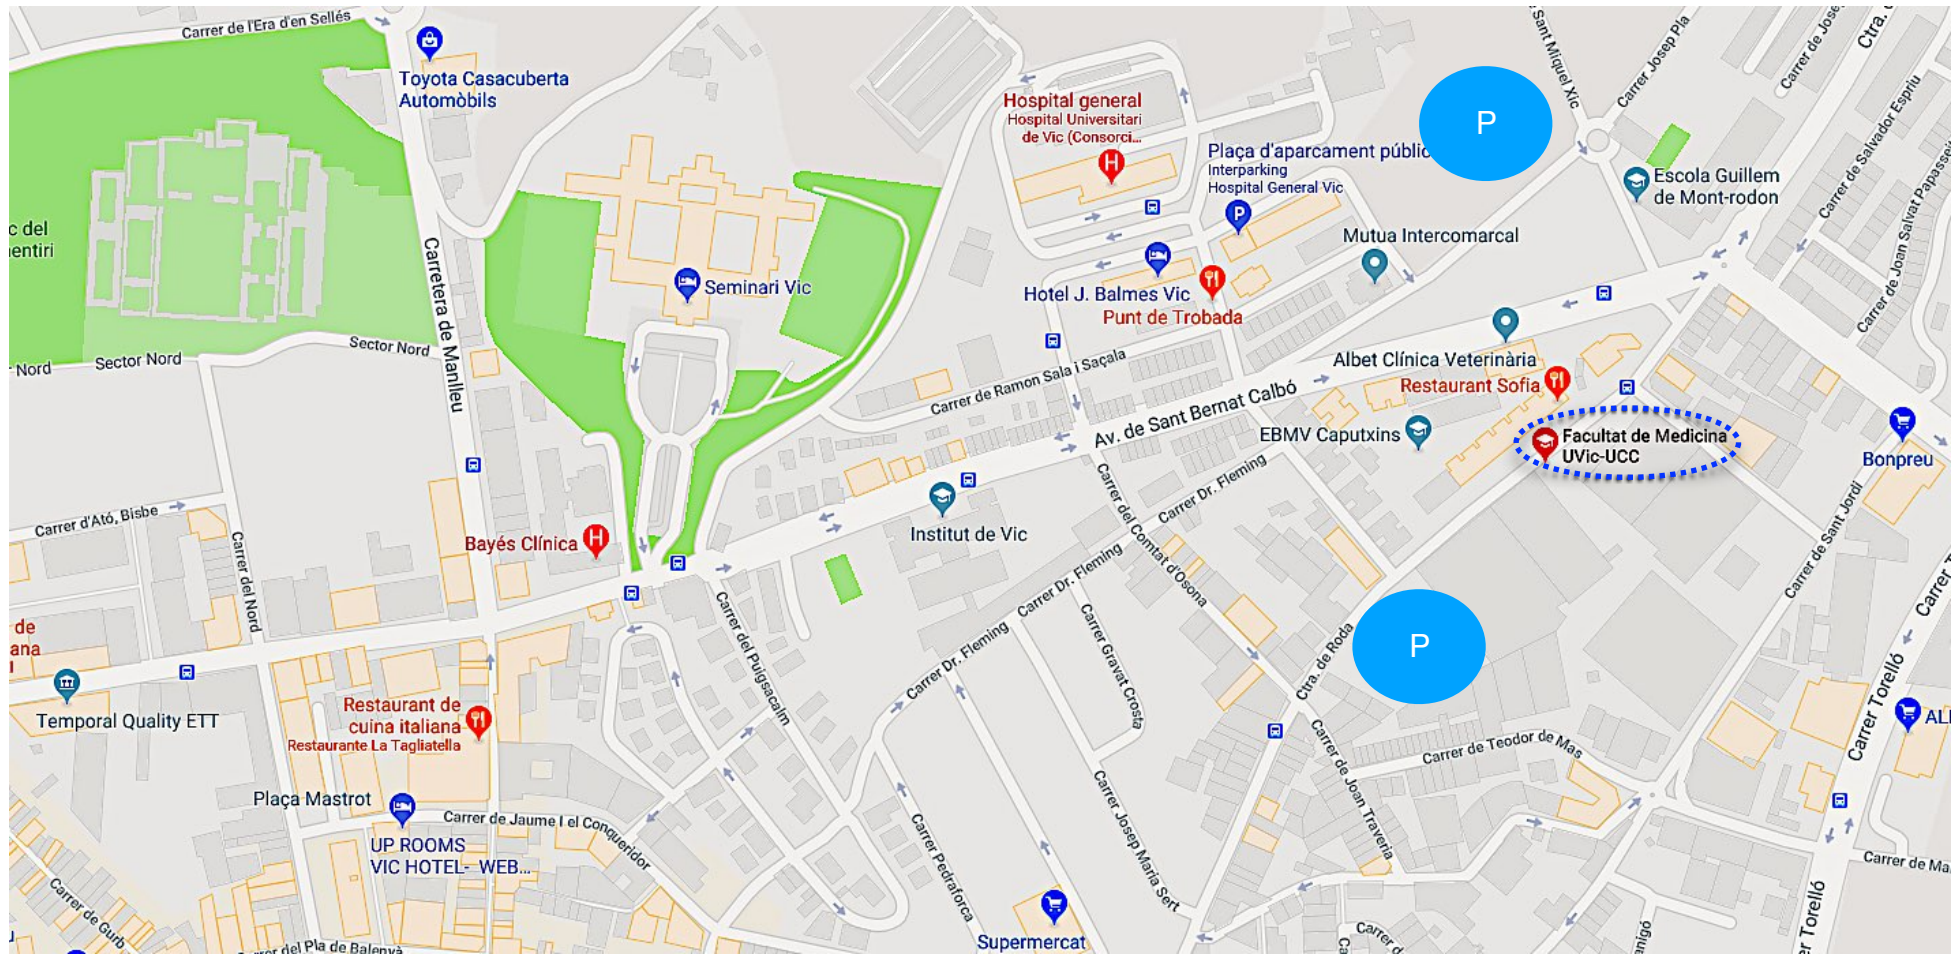 Carrer de l'Era d'en Sellés
Toyota Casacuberta
Automòbils
Hospital general
Hospital Universitari
de Vic (Consorci...
Plaça d'aparcament públic
Interparking
Hospital General Vic
P
Sant Miquel Xic
Carrer Josep Pla
Carrer de José
Ctra.
Carrer de Salvador Espriu
Carrer de Joan Salvat Papasseit
Escola Guillem
de Mont-rodon
Mutua Intercomarcal
c del
entiri
Carretera de Manlleu
Seminari Vic
Hotel J. Balmes Vic
Punt de Trobada
Nord
Sector Nord
Sector Nord
Carrer de Ramon Sala i Saçala
Av. de Sant Bernat Calbó
Albet Clínica Veterinària
Restaurant Sofia
EBMV Caputxins
Facultat de Medicina
UVic-UCC
Bonpreu
Carrer de Sant Jordi
Carrer d'Ató, Bisbe
Carrer del Nord
Bayés Clínica
Institut de Vic
Carrer Dr. Fleming
Carrer del Comtat d'Osona
Carrer Dr. Fleming
Carrer Dr. Fleming
Carrer Gravat Crosta
Carrer del Puigsacalm
Ctra. de Roda
P
Carrer T
Carrer Torelló
de
ana
Temporal Quality ETT
Restaurant de
cuina italiana
Restaurante La Tagliatella
Carrer de Teodor de Mas
Carrer de Joan Traveria
Carrer Josep Maria Sert
Carrer Pedraforca
Plaça Mastrot
Carrer de Jaume I el Conqueridor
UP ROOMS
VIC HOTEL- WEB...
Carrer de Gurb
Carrer del Pla de Balenyà
Supermercat
Carrer d
Ca
anigó
er Torelló
Carrer de Ma